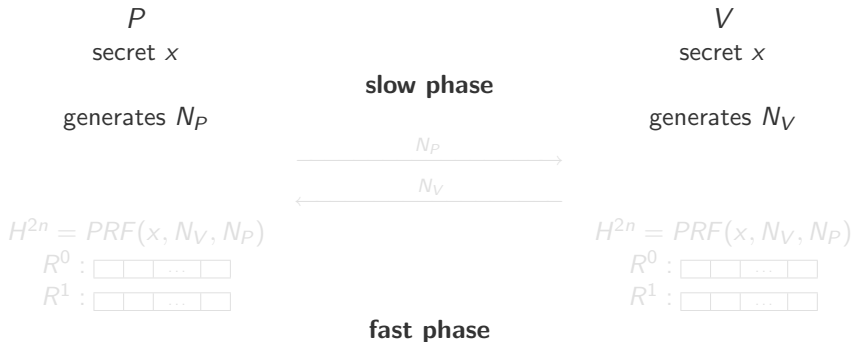 P V
secret x secret x
slow phase
generates N_P generates N_V
N_P
N_V
H^{2n} = PRF(x, N_V, N_P) H^{2n} = PRF(x, N_V, N_P)
R^0 : ... R^0 : ...
R^1 : ... R^1 : ...
fast phase